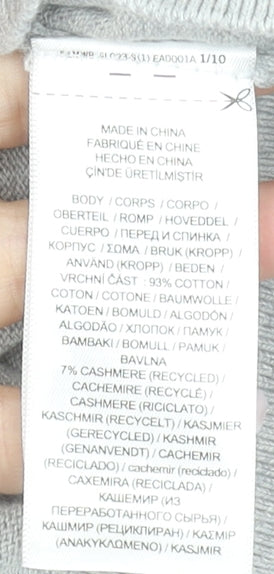 FA0001A 1/10
MADE IN CHINA
FABRIQUÉ EN CHINE
HECHO EN CHINA
ÇİN'DE ÜRETİLMİŞTİR
BODY / CORPS / CORPO /
OBERTEIL / ROMP / HOVEDDEL /
CUERPO / ПЕРЕД И СПИНКА /
КОРПУС / ΣΩΜΑ / BRUK (KROPP) /
ANVÄND (KROPP) / BEDEN /
VRCHNÍ ČÁST : 93% COTTON /
COTON / COTONE / BAUMWOLLE /
KATOEN / BOMULD / ALGODÓN /
ALGODÃO / ХЛОПОК / ПАМУК /
BAMBAKI / BOMULL / PAMUK /
BAVLNA
7% CASHMERE (RECYCLED) /
CACHEMIRE (RECYCLÉ) /
CASHMERE (RICICLATO) /
KASCHMIR (RECYCELT) / KASJMIER
(GERECYCLED) / KASHMIR
(GENANVENDT) / CACHEMIR
(RECICLADO) / cachemir (reciclado) /
CAXEMIRA (RECICLADA) /
КАШЕМИР (ИЗ
ПЕРЕРАБОТАННОГО СЫРЬЯ) /
КАШМИР (РЕЦИКЛИРАН) / ΚΑΣΜΙΡ
(ΑΝΑΚΥΚΛΩΜΕΝΟ) / KASJMIR